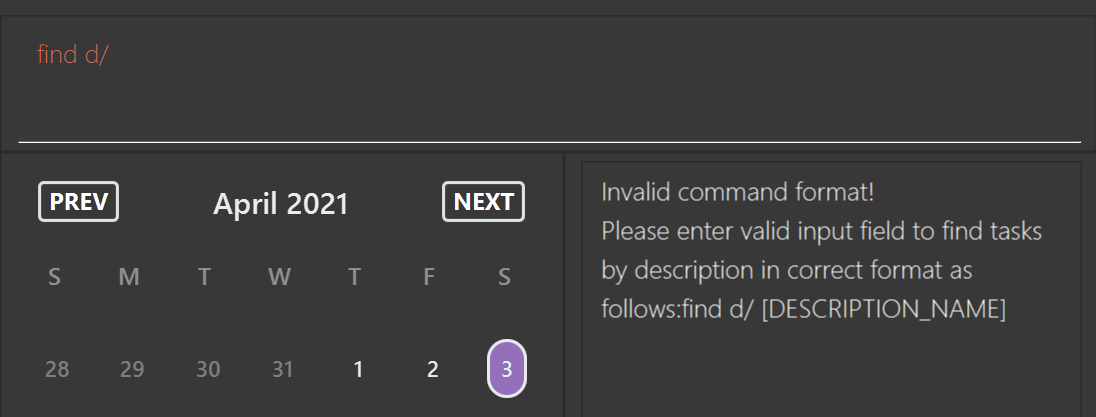 find d/
PREV April 2021 NEXT
S M T W T F S
28 29 30 31 1 2 3
Invalid command format!
Please enter valid input field to find tasks
by description in correct format as
follows:find d/ [DESCRIPTION_NAME]